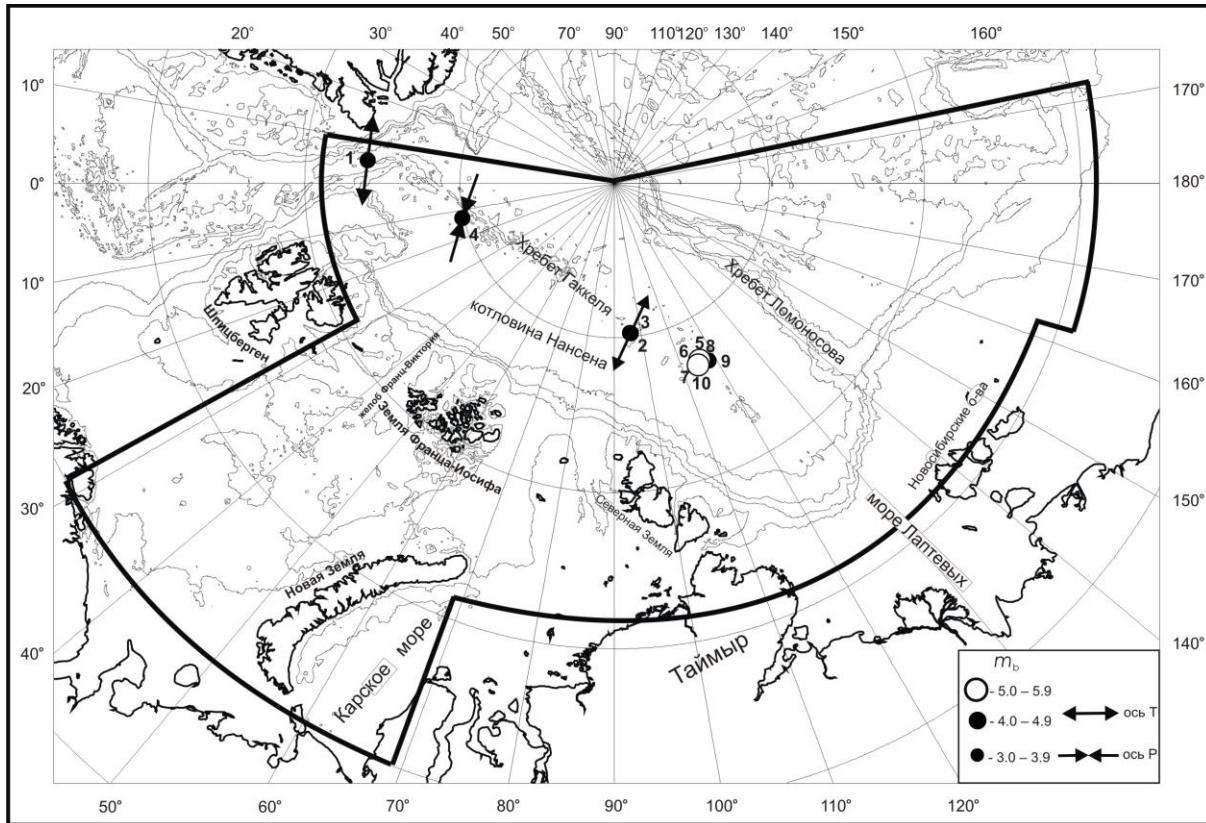 20° 30° 40° 50° 60° 70° 90° 110° 120° 130° 140° 150° 160°
10°
170°
1
0°
180°
4
Хребет Гаккеля
Хребет Ломоносова
10°
170°
Шпицберген
котловина Нансена
3
2
5 8
6 9
7
10
желоб Франц-Виктория
20°
160°
Земля Франца-Иосифа
Новосибирские о-ва
30°
150°
Северная Земля
море Лаптевых
Новая Земля
40°
Карское море
Таймыр
140°
m_b
- 5.0 – 5.9
- 4.0 – 4.9 ось T
- 3.0 – 3.9 ось P
50° 60° 70° 80° 90° 100° 110° 120°